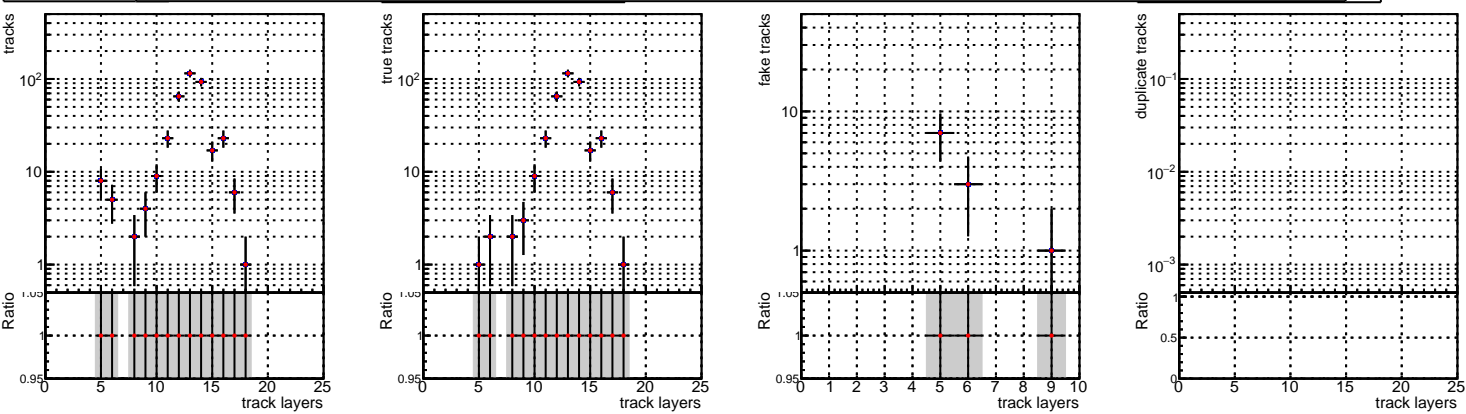 tracks
10²
10
1
Ratio
1.05
1
0.95
0 5 10 15 20 25
track layers
true tracks
10²
10
1
Ratio
1.05
1
0.95
0 5 10 15 20 25
track layers
fake tracks
10
1
Ratio
1.05
1
0.95
0 1 2 3 4 5 6 7 8 9 10
track layers
duplicate tracks
10⁻¹
10⁻²
10⁻³
Ratio
1
0.5
0
0 5 10 15 20 25
track layers